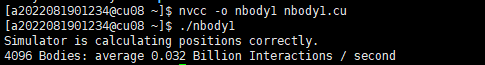 [a2022081901234@cu08 ~]$ nvcc -o nbody1 nbody1.cu
[a2022081901234@cu08 ~]$ ./nbody1
Simulator is calculating positions correctly.
4096 Bodies: average 0.032 Billion Interactions / second